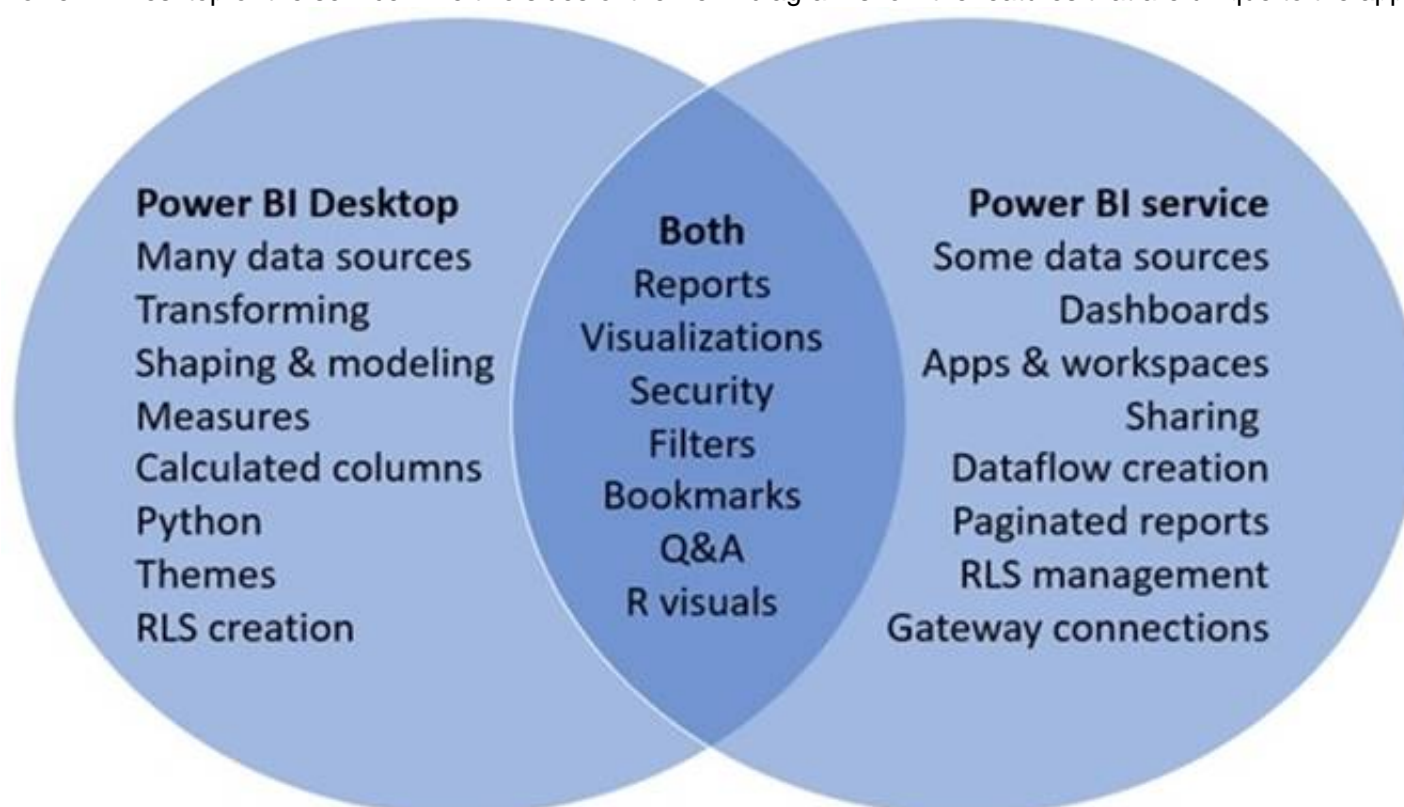 Power BI Desktop
Many data sources
Transforming
Shaping & modeling
Measures
Calculated columns
Python
Themes
RLS creation
Both
Reports
Visualizations
Security
Filters
Bookmarks
Q&A
R visuals
Power BI service
Some data sources
Dashboards
Apps & workspaces
Sharing
Dataflow creation
Paginated reports
RLS management
Gateway connections